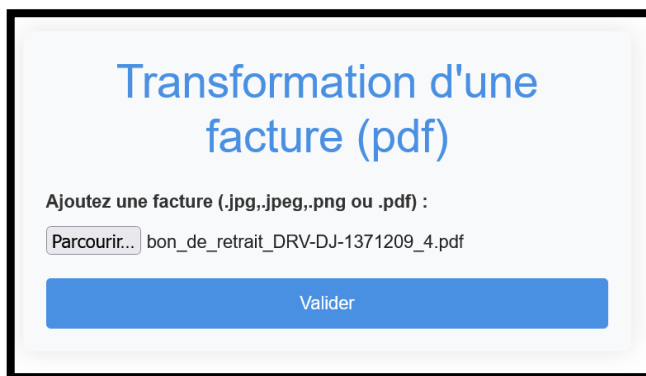 Transformation d'une
facture (pdf)
Ajoutez une facture (.jpg,.jpeg,.png ou .pdf) :
Parcourir... bon_de_retrait_DRV-DJ-1371209_4.pdf
Valider